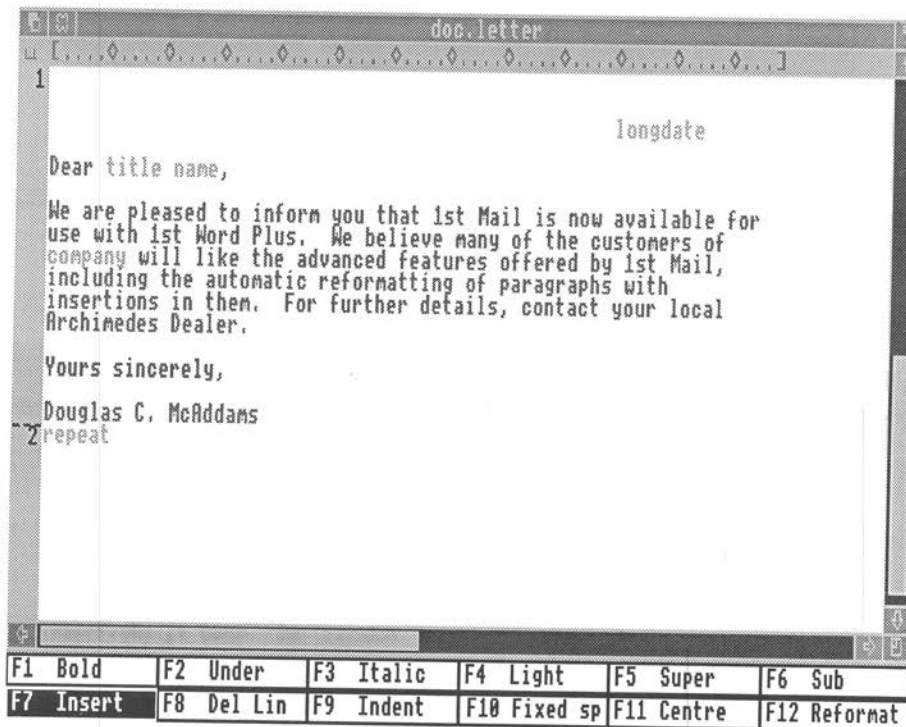 doc.letter
1
longdate
Dear title name,
We are pleased to inform you that 1st Mail is now available for
use with 1st Word Plus.  We believe many of the customers of
company will like the advanced features offered by 1st Mail,
including the automatic reformatting of paragraphs with
insertions in them.  For further details, contact your local
Archimedes Dealer.
Yours sincerely,
Douglas C. McAddams
2 repeat
F1 Bold F2 Under F3 Italic F4 Light F5 Super F6 Sub
F7 Insert F8 Del Lin F9 Indent F10 Fixed sp F11 Centre F12 Reformat